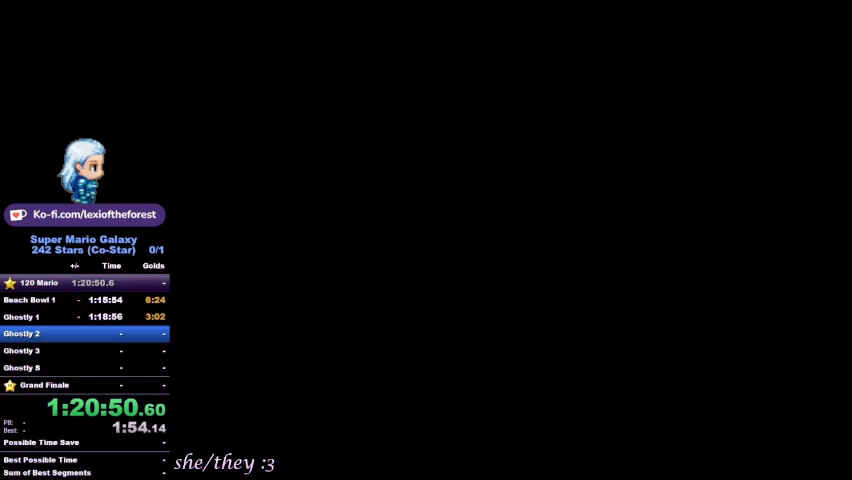 Ko-fi.com/lexioftheforest
Super Mario Galaxy
242 Stars (Co-Star) 0/1
+/- Time Golds
120 Mario 1:20:50.6 -
Beach Bowl 1 - 1:15:54 6:24
Ghostly 1 - 1:18:56 3:02
Ghostly 2 - -
Ghostly 3 - -
Ghostly S - -
Grand Finale - -
1:20:50.60
PB: -
Best: - 1:54.14
Possible Time Save -
Best Possible Time -
Sum of Best Segments -
she/they :3